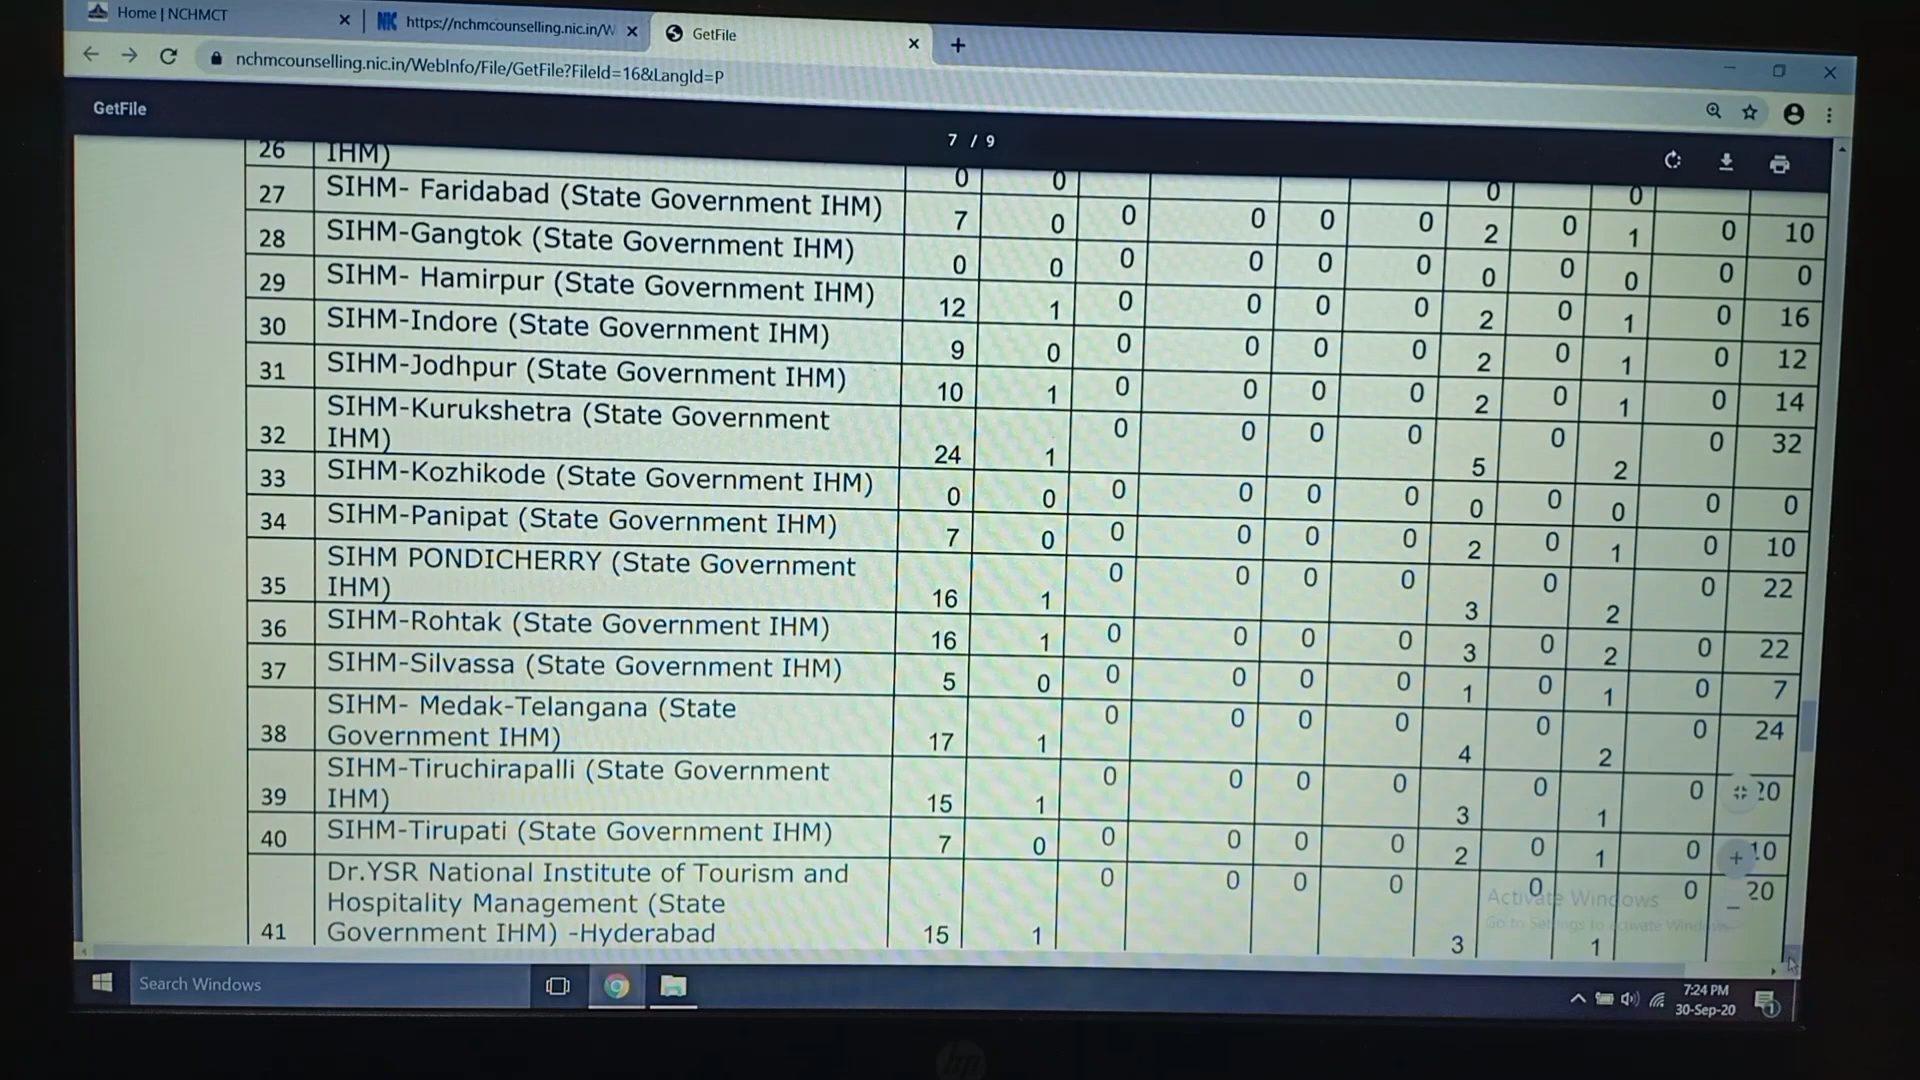 Home | NCHMCT
NIC https://nchmcounselling.nic.in/W
GetFile
nchmcounselling.nic.in/WebInfo/File/GetFile?FileId=16&LangId=P
GetFile
7 / 9
26 IHM) 0 0 0 0
27 SIHM- Faridabad (State Government IHM) 7 0 0 0 0 0 2 0 1 0 10
28 SIHM-Gangtok (State Government IHM) 0 0 0 0 0 0 0 0 0 0 0
29 SIHM- Hamirpur (State Government IHM) 12 1 0 0 0 0 2 0 1 0 16
30 SIHM-Indore (State Government IHM) 9 0 0 0 0 0 2 0 1 0 12
31 SIHM-Jodhpur (State Government IHM) 10 1 0 0 0 0 2 0 1 0 14
SIHM-Kurukshetra (State Government
32 IHM) 24 1 0 0 0 0 5 0 2 0 32
33 SIHM-Kozhikode (State Government IHM) 0 0 0 0 0 0 0 0 0 0 0
34 SIHM-Panipat (State Government IHM) 7 0 0 0 0 0 2 0 1 0 10
SIHM PONDICHERRY (State Government
35 IHM) 16 1 0 0 0 0 3 0 2 0 22
36 SIHM-Rohtak (State Government IHM) 16 1 0 0 0 0 3 0 2 0 22
37 SIHM-Silvassa (State Government IHM) 5 0 0 0 0 0 1 0 1 0 7
SIHM- Medak-Telangana (State
38 Government IHM) 17 1 0 0 0 0 4 0 2 0 24
SIHM-Tiruchirapalli (State Government
39 IHM) 15 1 0 0 0 0 3 0 1 0 20
40 SIHM-Tirupati (State Government IHM) 7 0 0 0 0 0 2 0 1 0 10
Dr.YSR National Institute of Tourism and
Hospitality Management (State
41 Government IHM) -Hyderabad 15 1 0 0 0 0 3 0 1 0 20
Activate Windows
Go to Settings to activate Windows.
Search Windows
7:24 PM
30-Sep-20
1
hp